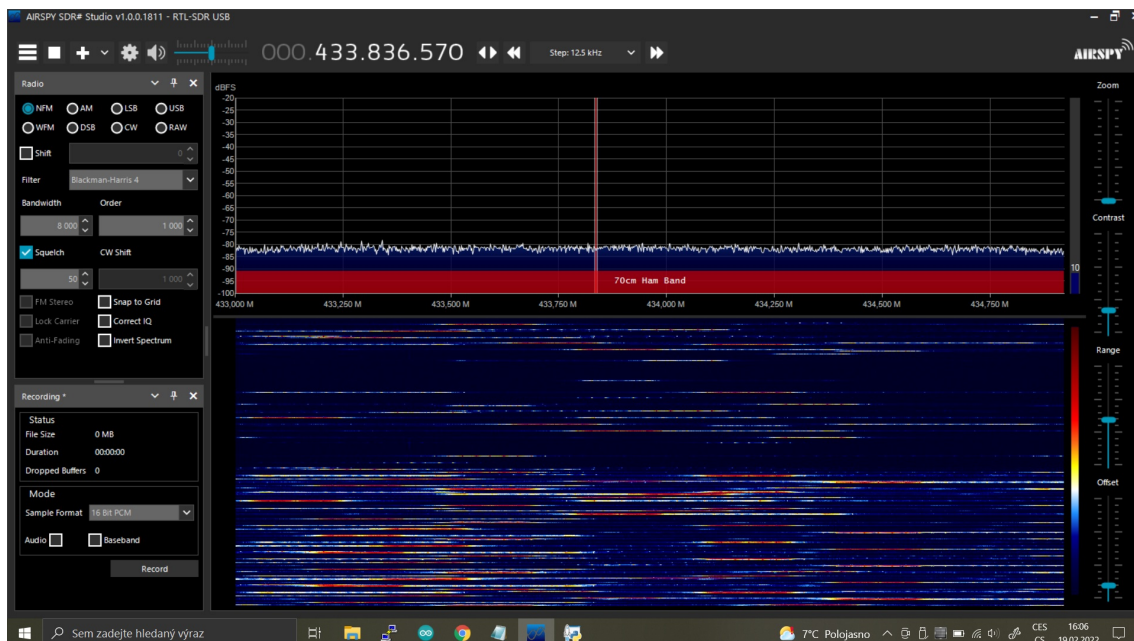 AIRSPY SDR# Studio v1.0.0.1811 - RTL-SDR USB
000.433.836.570
Step: 12.5 kHz
AIRSPY
Radio
NFM AM LSB USB
WFM DSB CW RAW
Shift 0
Filter Blackman-Harris 4
Bandwidth Order
8 000 1 000
Squelch CW Shift
50 1 000
FM Stereo Snap to Grid
Lock Carrier Correct IQ
Anti-Fading Invert Spectrum
Recording *
Status
File Size 0 MB
Duration 00:00:00
Dropped Buffers 0
Mode
Sample Format 16 Bit PCM
Audio Baseband
Record
dBFS
-20
-25
-30
-35
-40
-45
-50
-55
-60
-65
-70
-75
-80
-85
-90
-95
-100
70cm Ham Band
10
433,000 M 433,250 M 433,500 M 433,750 M 434,000 M 434,250 M 434,500 M 434,750 M
Zoom
Contrast
Range
Offset
Sem zadejte hledaný výraz
7°C Polojasno
CES
CS
16:06
19.02.2022